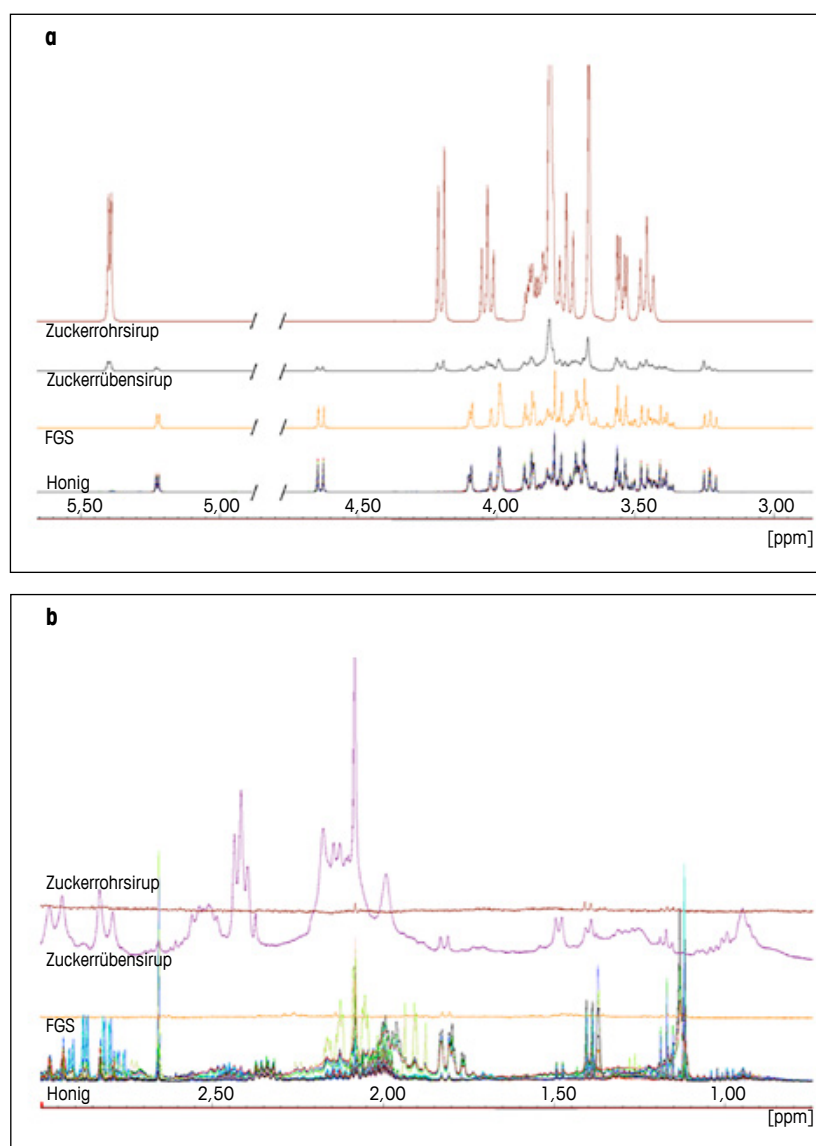 a
Zuckerrohrsirup
Zuckerrübensirup
FGS
Honig
5,50 5,00 4,50 4,00 3,50 3,00
[ppm]
b
Zuckerrohrsirup
Zuckerrübensirup
FGS
Honig 2,50 2,00 1,50 1,00
[ppm]